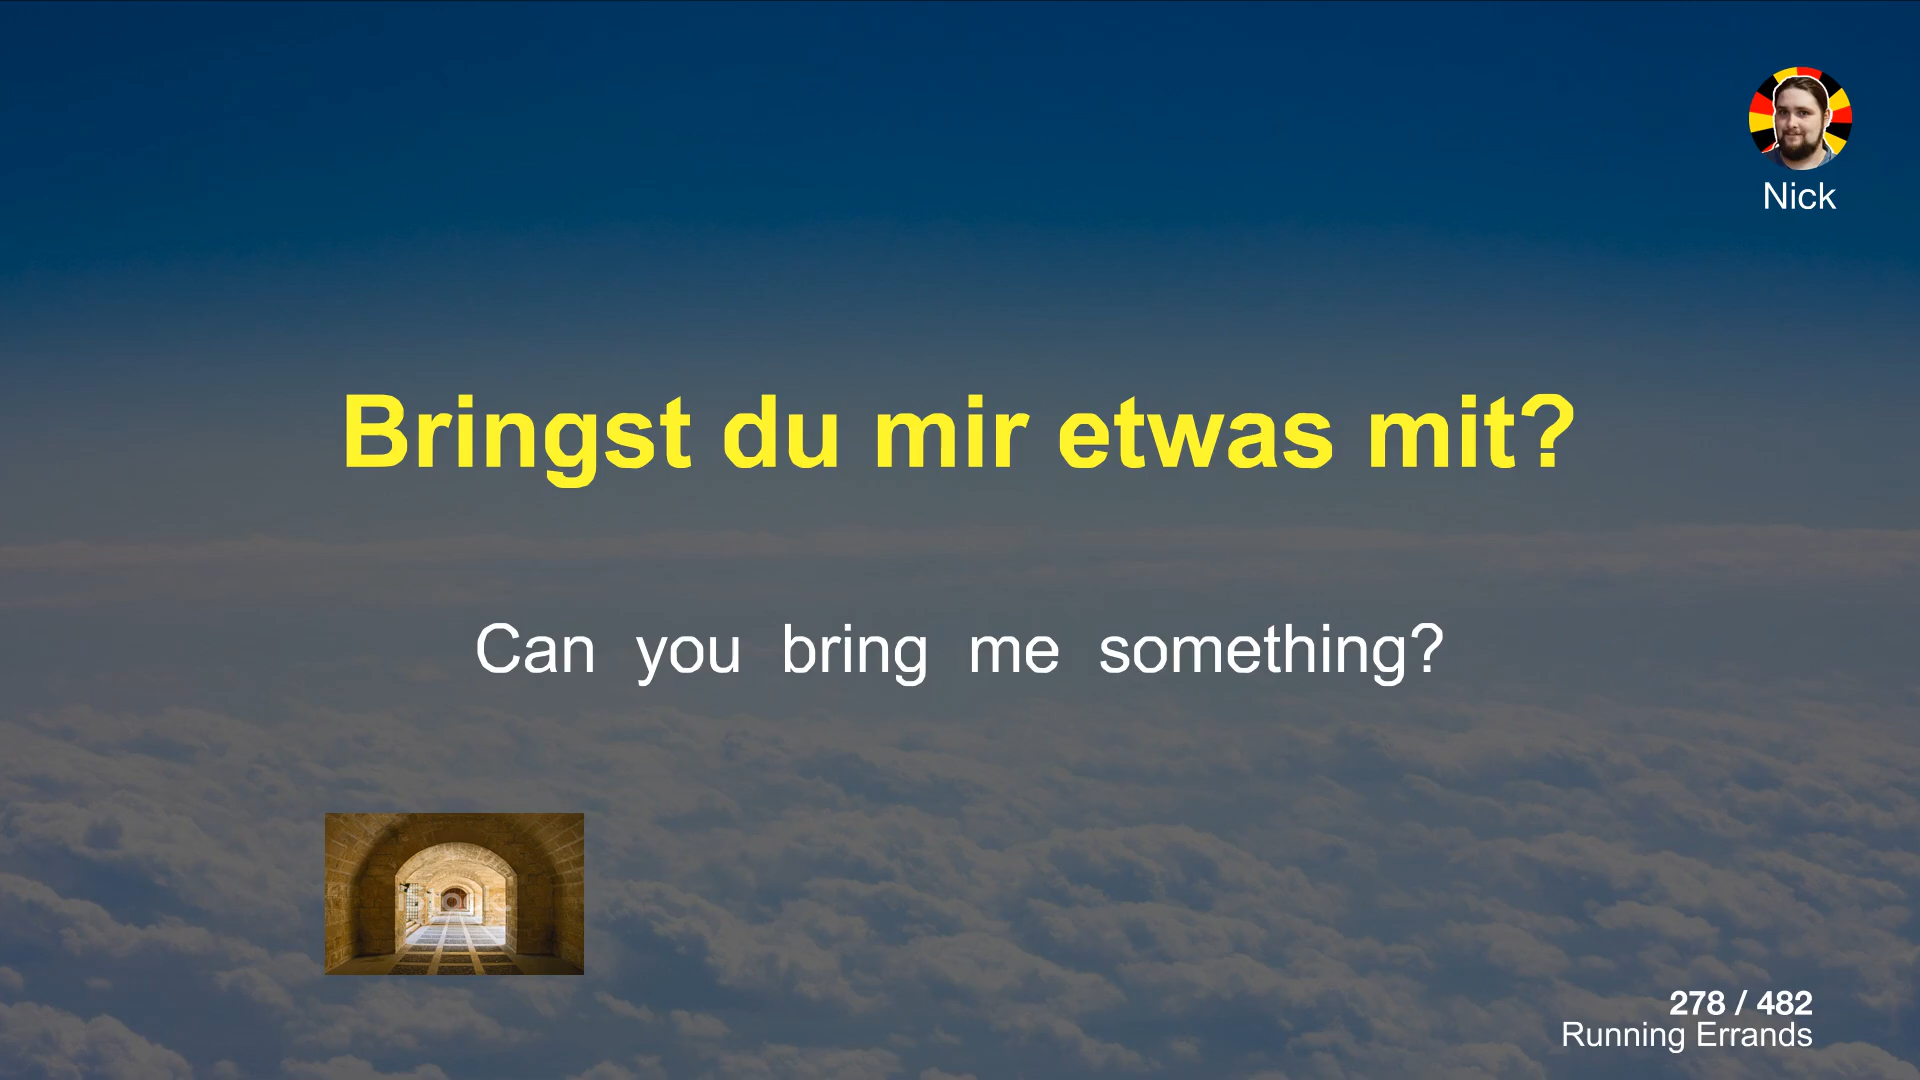 Nick
Bringst du mir etwas mit?
Can you bring me something?
278 / 482
Running Errands